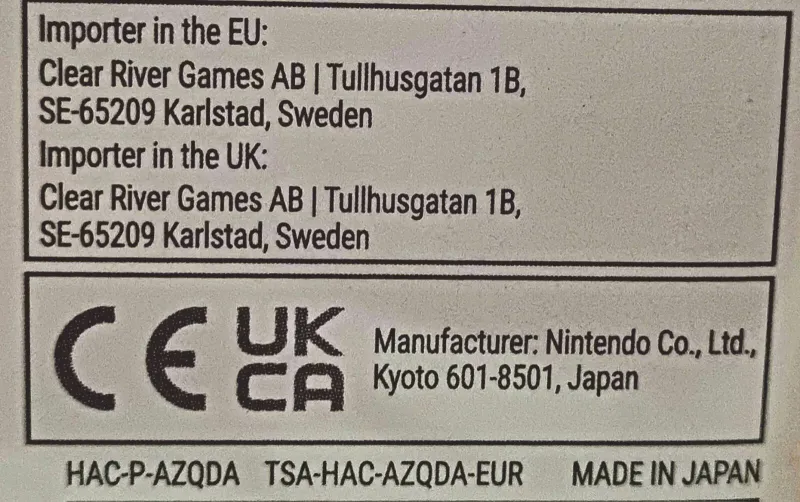 Importer in the EU:
Clear River Games AB | Tullhusgatan 1B,
SE-65209 Karlstad, Sweden
Importer in the UK:
Clear River Games AB | Tullhusgatan 1B,
SE-65209 Karlstad, Sweden
CE UK CA
Manufacturer: Nintendo Co., Ltd.,
Kyoto 601-8501, Japan
HAC-P-AZQDA TSA-HAC-AZQDA-EUR MADE IN JAPAN